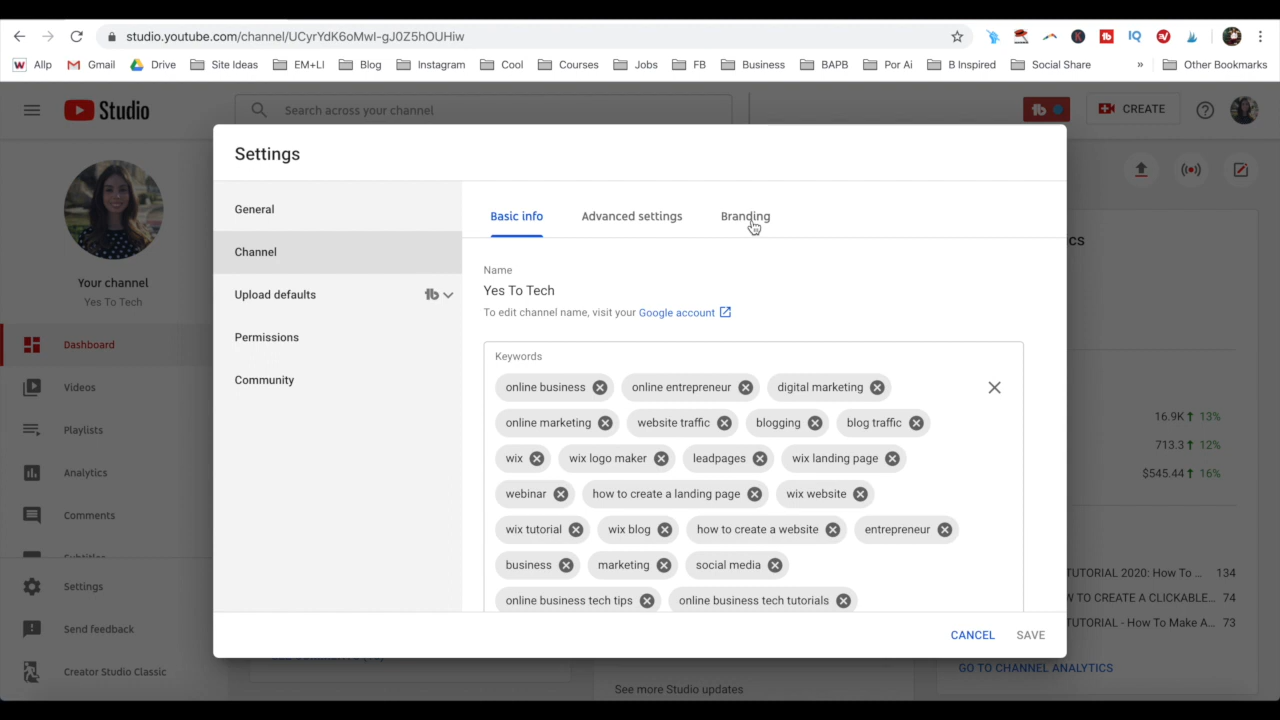 studio.youtube.com/channel/UCyrYdK6oMwI-gJ0Z5hOUHiw
Allp Gmail Drive Site Ideas EM+LI Blog Instagram Cool Courses Jobs FB Business BAPB Por Ai B Inspired Social Share » Other Bookmarks
Studio
Search across your channel
CREATE
Settings
General
Channel
Upload defaults
Permissions
Community
Basic info Advanced settings Branding
Name
Yes To Tech
To edit channel name, visit your Google account
Keywords
online business online entrepreneur digital marketing
online marketing website traffic blogging blog traffic
wix wix logo maker leadpages wix landing page
webinar how to create a landing page wix website
wix tutorial wix blog how to create a website entrepreneur
business marketing social media
online business tech tips online business tech tutorials
CANCEL SAVE
Your channel
Yes To Tech
Dashboard
Videos
Playlists
Analytics
Comments
Subtitles
Settings
Send feedback
Creator Studio Classic
CS
16.9K 13%
713.3 12%
$545.44 16%
TUTORIAL 2020: How To ... 134
TO CREATE A CLICKABLE... 74
TUTORIAL - How To Make A... 73
GO TO CHANNEL ANALYTICS
See more Studio updates